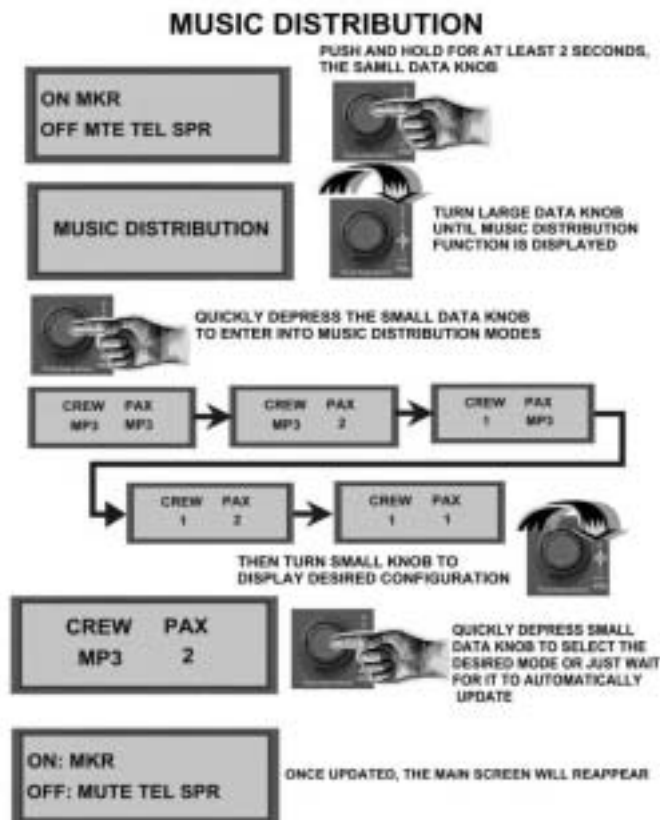 MUSIC DISTRIBUTION
PUSH AND HOLD FOR AT LEAST 2 SECONDS,
THE SAMLL DATA KNOB
ON MKR
OFF MTE TEL SPR
MUSIC DISTRIBUTION
TURN LARGE DATA KNOB
UNTIL MUSIC DISTRIBUTION
FUNCTION IS DISPLAYED
QUICKLY DEPRESS THE SMALL DATA KNOB
TO ENTER INTO MUSIC DISTRIBUTION MODES
CREW PAX
MP3 MP3
CREW PAX
MP3 2
CREW PAX
1 MP3
CREW PAX
1 2
CREW PAX
1 1
THEN TURN SMALL KNOB TO
DISPLAY DESIRED CONFIGURATION
CREW PAX
MP3 2
QUICKLY DEPRESS SMALL
DATA KNOB TO SELECT THE
DESIRED MODE OR JUST WAIT
FOR IT TO AUTOMATICALLY
UPDATE
ON: MKR
OFF: MUTE TEL SPR
ONCE UPDATED, THE MAIN SCREEN WILL REAPPEAR